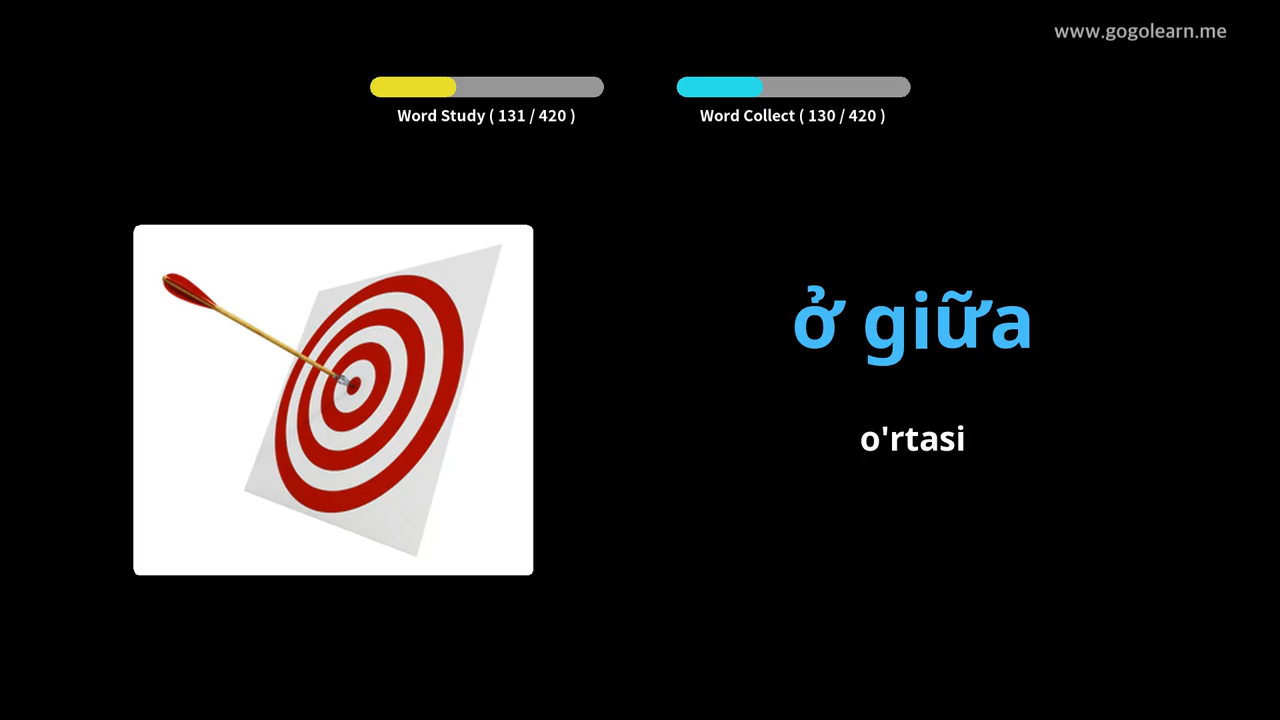 www.gogolearn.me
Word Study ( 131 / 420 )
Word Collect ( 130 / 420 )
ở giữa
o'rtasi